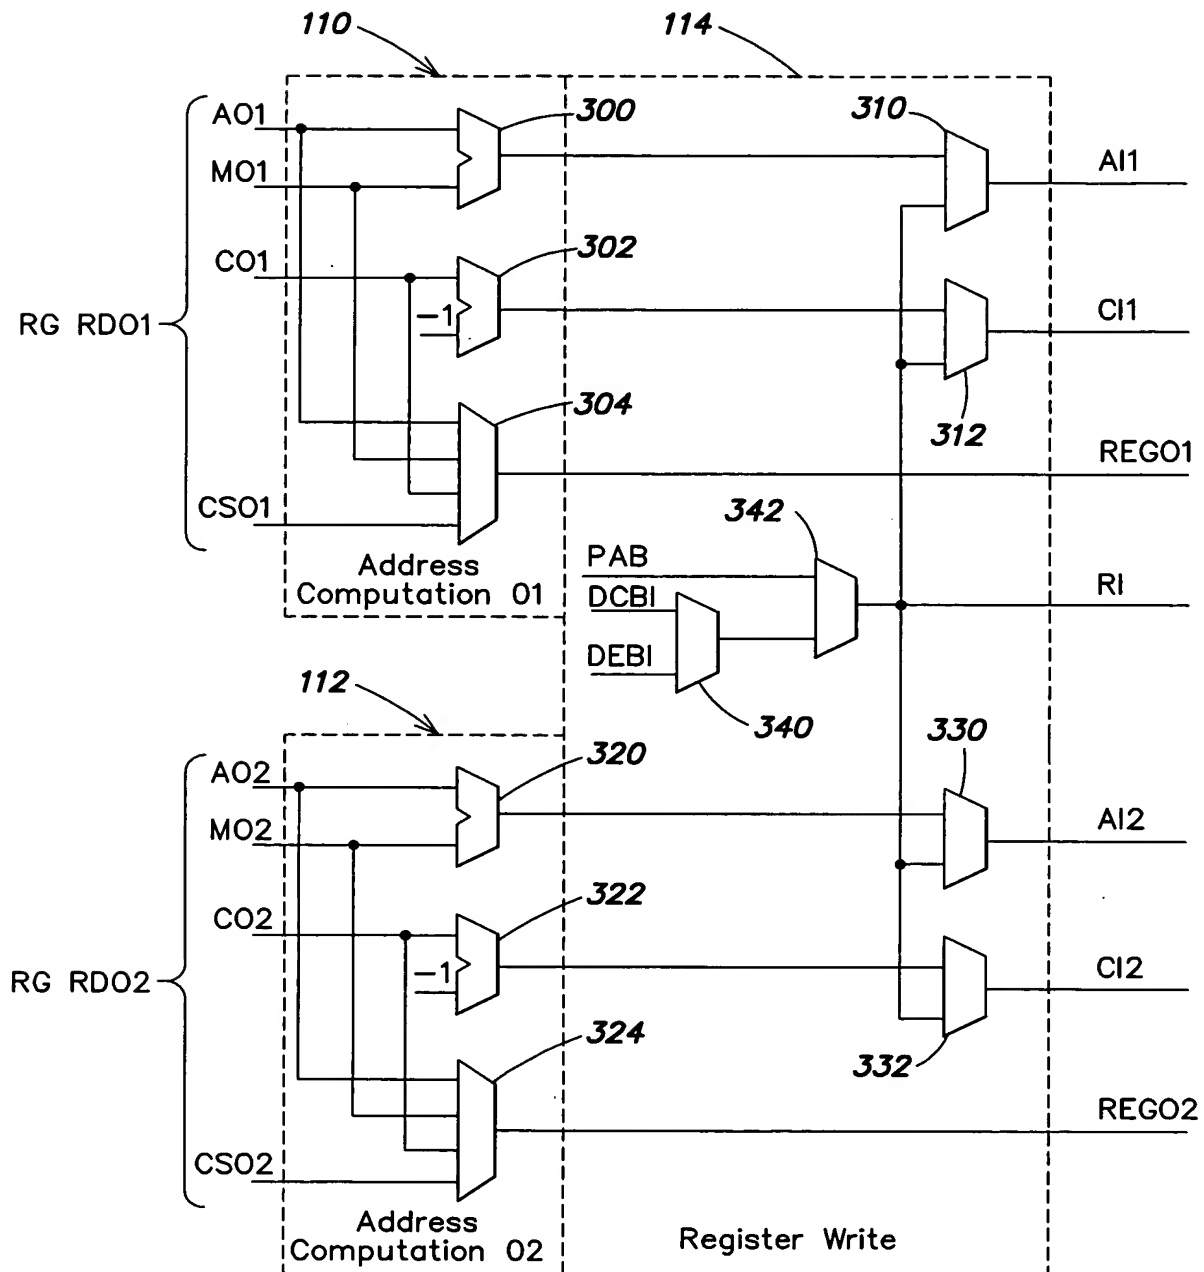 110
114
AO1
300
310
MO1
AI1
302
CO1
-1
RG RDO1
CI1
304
312
REGO1
CSO1
342
PAB
Address
Computation 01
DCBI
RI
DEBI
112
340
330
320
AO2
MO2
AI2
322
CO2
-1
RG RDO2
CI2
324
332
REGO2
CSO2
Address
Computation 02
Register Write